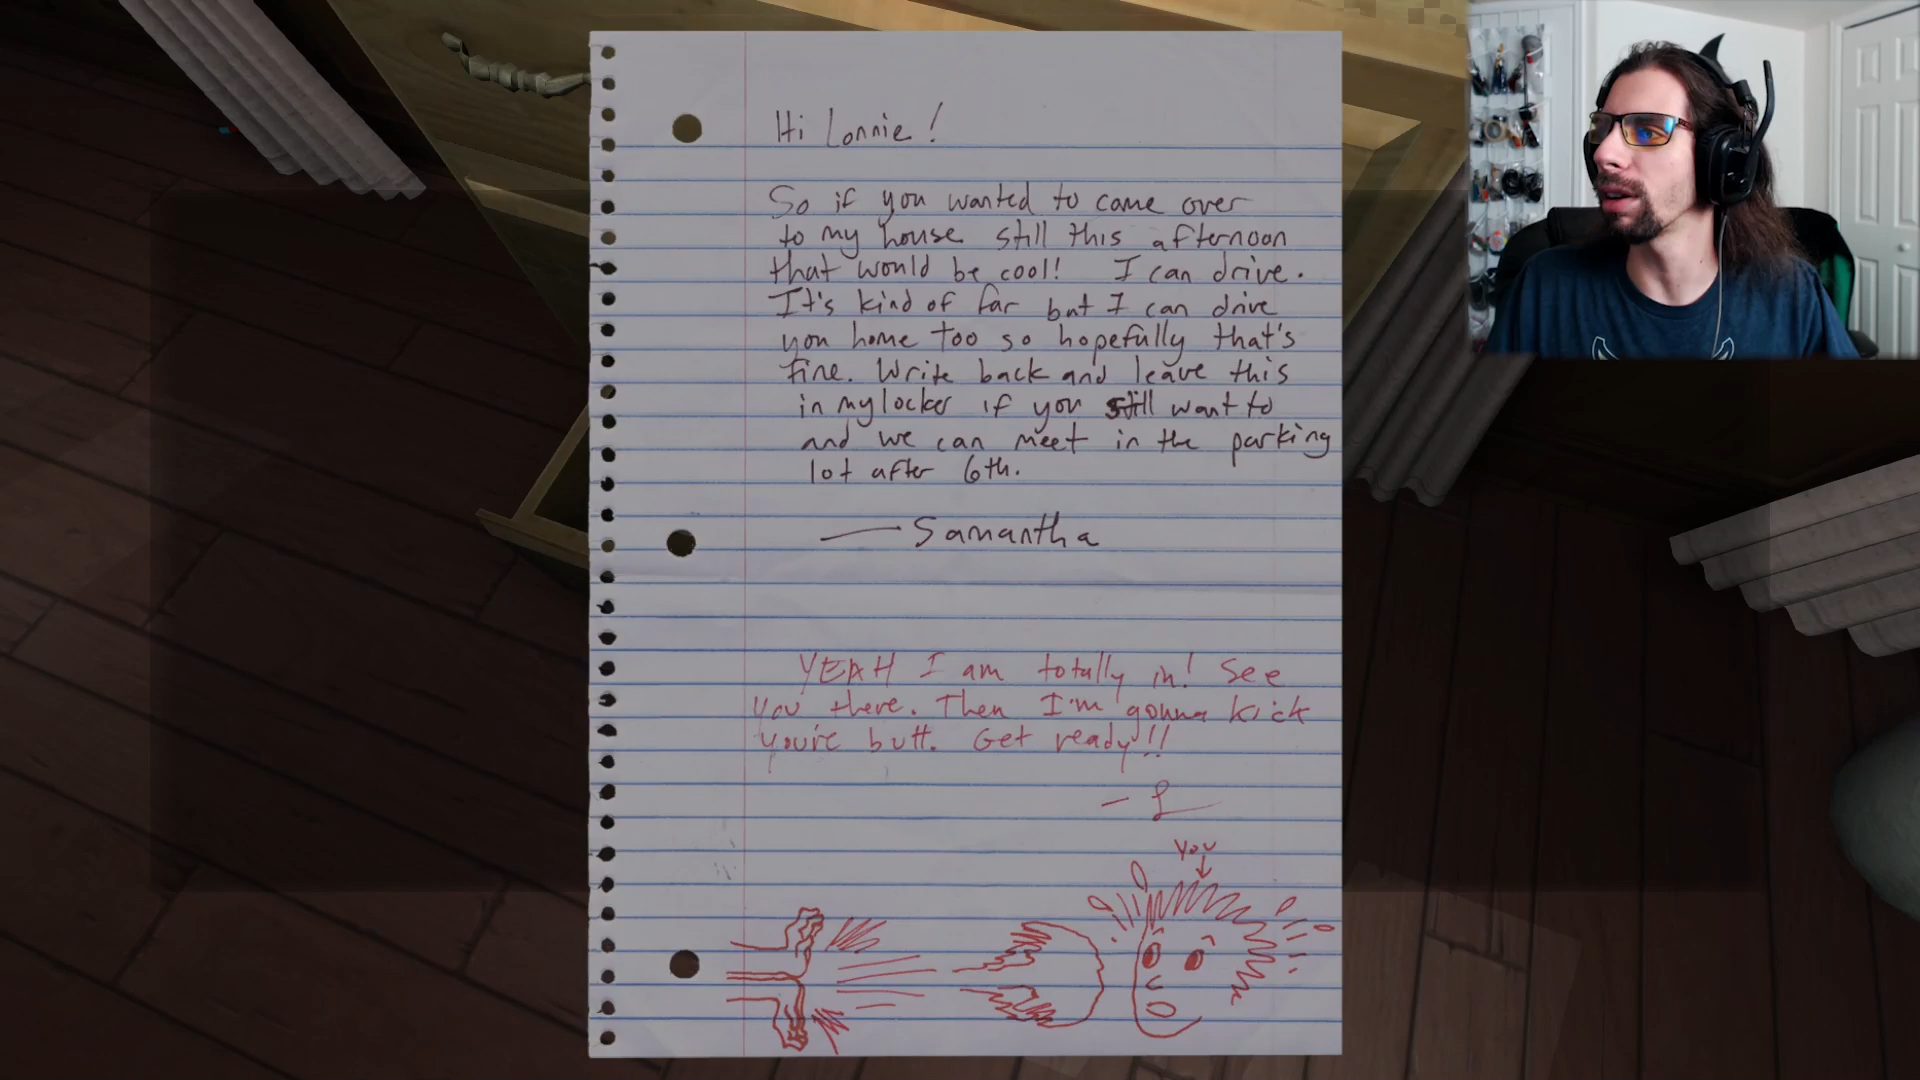 Hi Lonnie!
So if you wanted to come over
to my house still this afternoon
that would be cool! I can drive.
It's kind of far but I can drive
you home too so hopefully that's
fine. Write back and leave this
in my locker if you still want to
and we can meet in the parking
lot after 6th.
— Samantha
YEAH I am totally in! See
you there. Then I'm gonna kick
you're butt. Get ready!!
- L
you